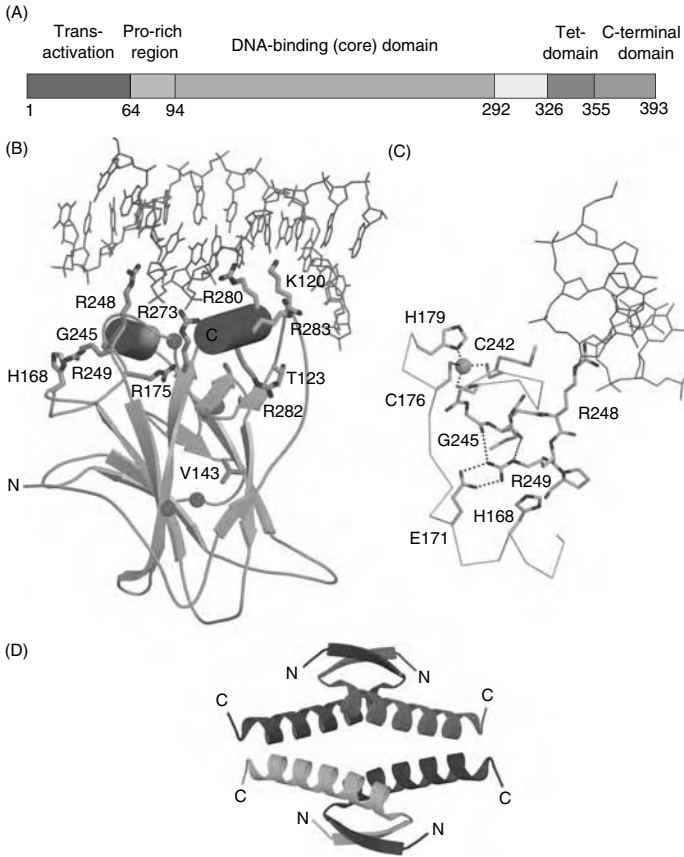 (A)
Trans-
activation
Pro-rich
region
DNA-binding (core) domain
Tet-
domain
C-terminal
domain
1 64 94 292 326 355 393
(B)
R248
R273
R280
K120
G245
C
R283
H168
R249
R175
T123
R282
V143
N
(C)
H179
C242
C176
R248
G245
R249
H168
E171
(D)
N N
C C
C C
N N